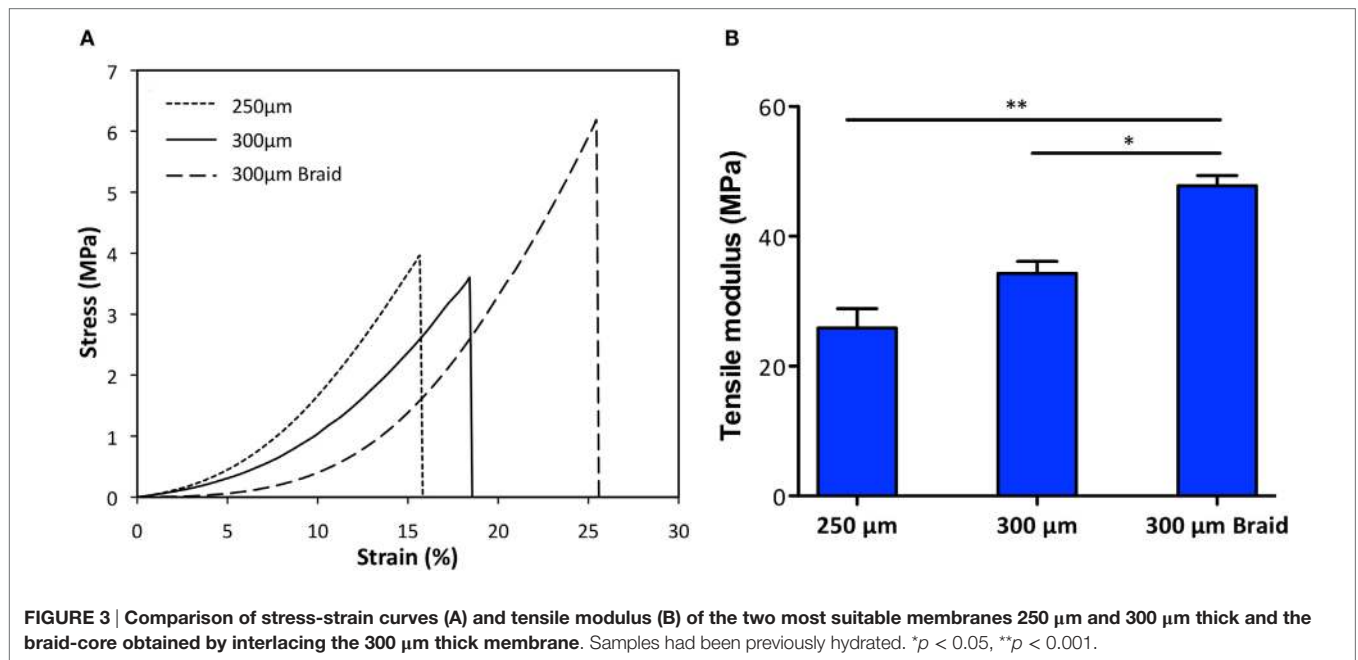 A
B
7
6
5
4
3
2
1
0
Stress (MPa)
250μm
300μm
300μm Braid
0 5 10 15 20 25 30
Strain (%)
60
40
20
0
Tensile modulus (MPa)
**
*
250 μm 300 μm 300 μm Braid
FIGURE 3 | Comparison of stress-strain curves (A) and tensile modulus (B) of the two most suitable membranes 250 μm and 300 μm thick and the
braid-core obtained by interlacing the 300 μm thick membrane. Samples had been previously hydrated. *p < 0.05, **p < 0.001.